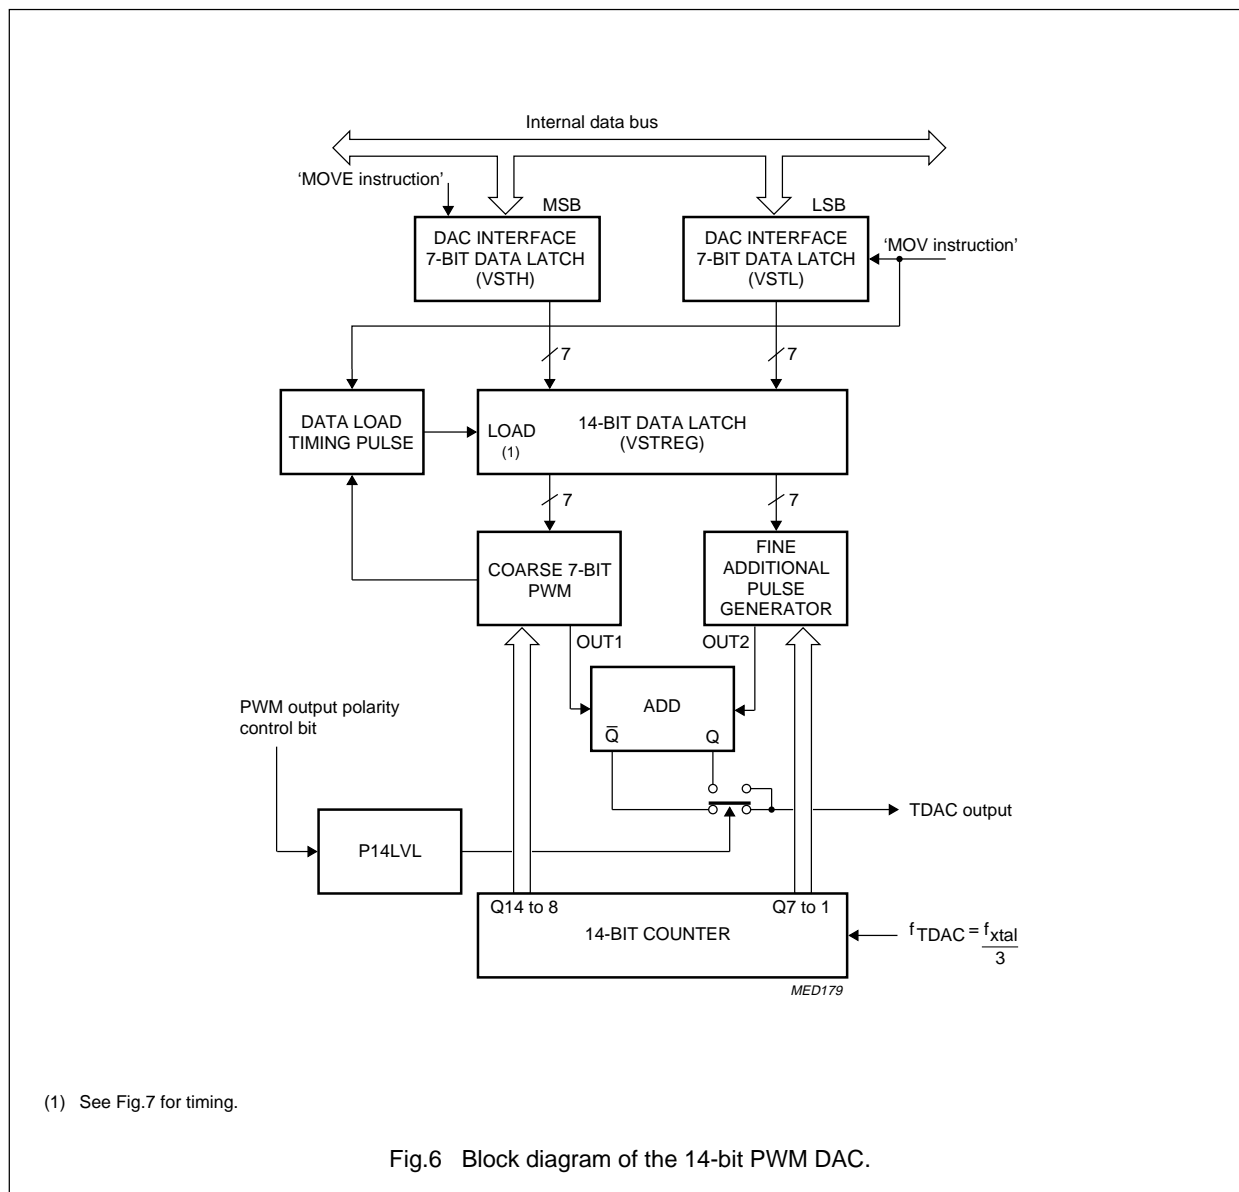 Internal data bus
‘MOVE instruction’
MSB
LSB
DAC INTERFACE
7-BIT DATA LATCH
(VSTH)
DAC INTERFACE
7-BIT DATA LATCH
(VSTL)
‘MOV instruction’
7
7
DATA LOAD
TIMING PULSE
LOAD
(1)
14-BIT DATA LATCH
(VSTREG)
7
7
COARSE 7-BIT
PWM
FINE
ADDITIONAL
PULSE
GENERATOR
OUT1
OUT2
ADD
Q̅
Q
PWM output polarity
control bit
TDAC output
P14LVL
Q14 to 8
Q7 to 1
14-BIT COUNTER
f TDAC = f xtal
3
MED179
(1) See Fig.7 for timing.
Fig.6 Block diagram of the 14-bit PWM DAC.